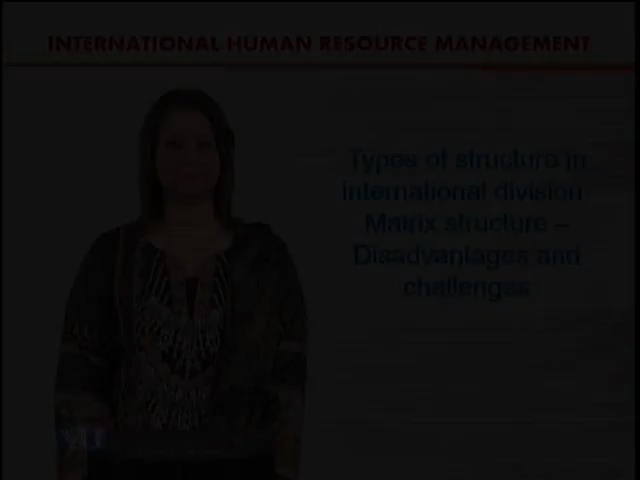 INTERNATIONAL HUMAN RESOURCE MANAGEMENT
Types of structure in
international division
Matrix structure –
Disadvantages and
challenges